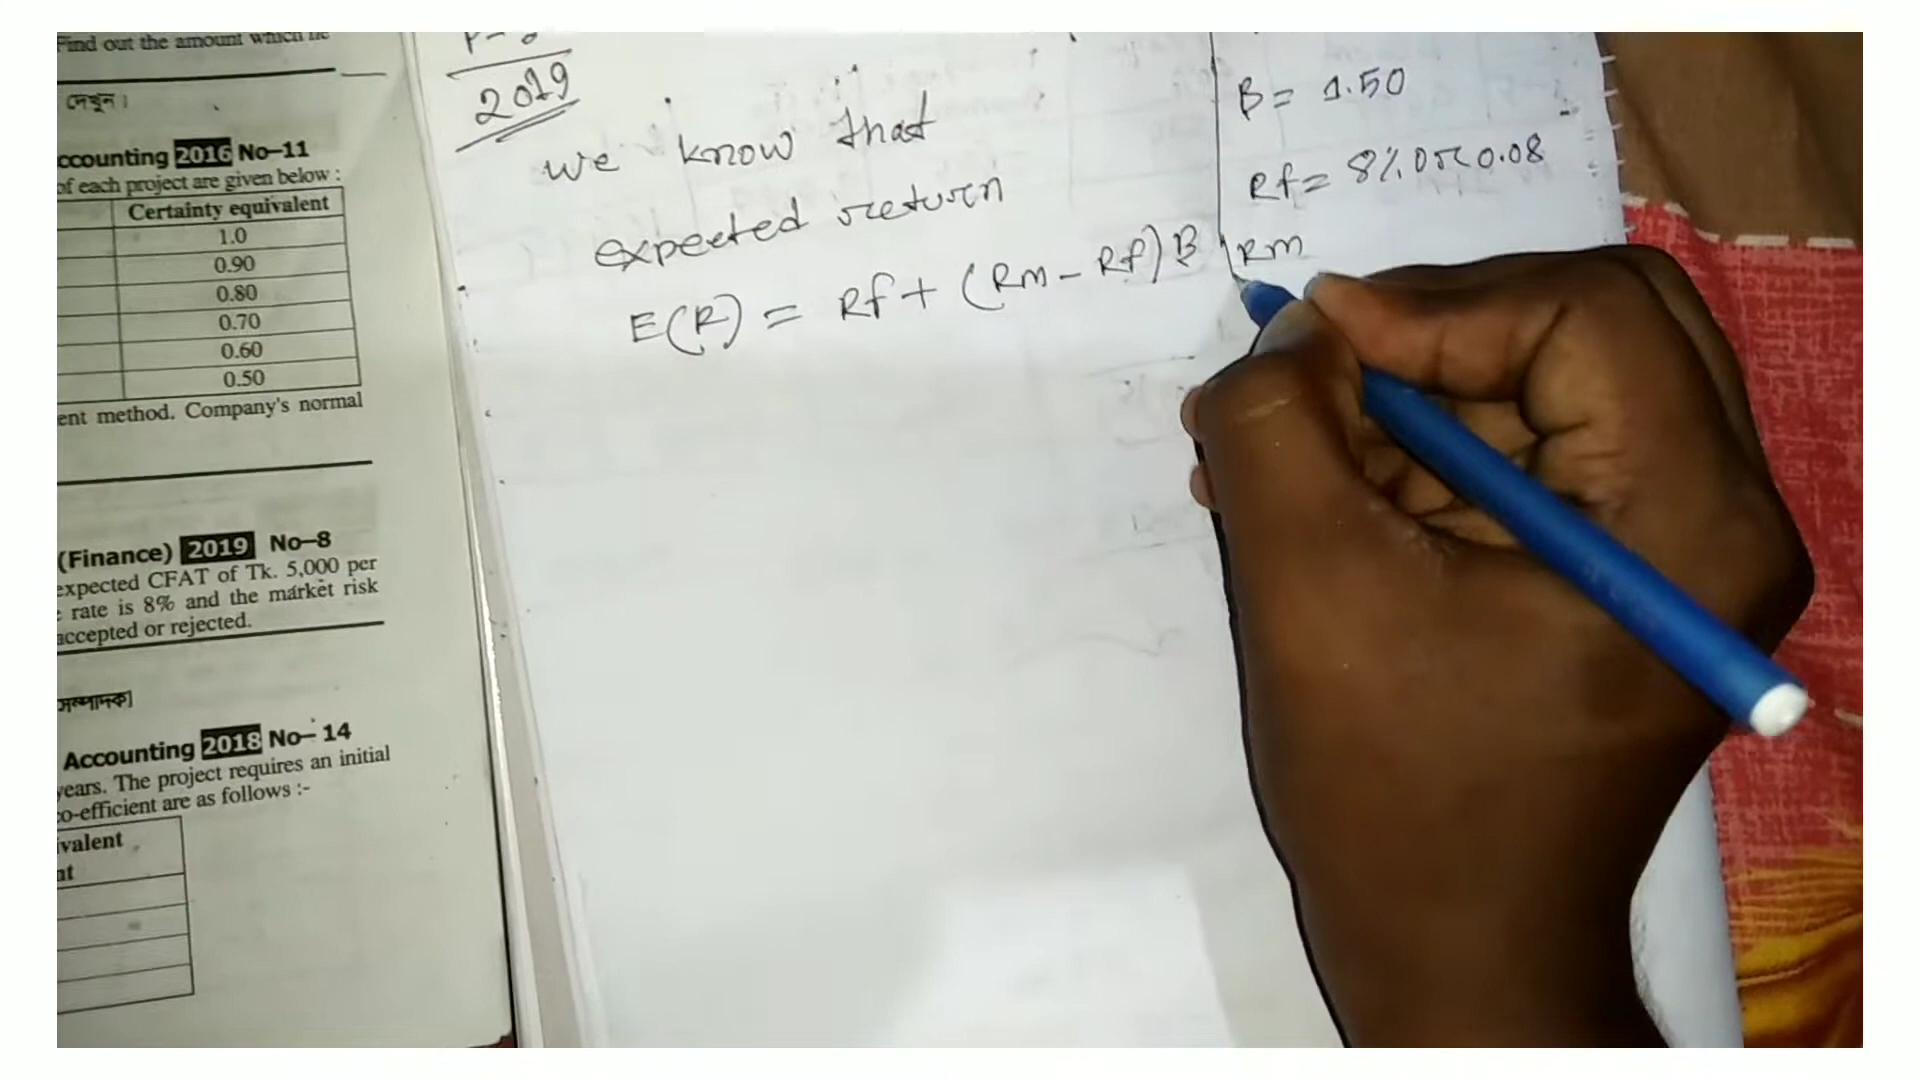 Find out the amount which he
দেখুন।
ccounting 2016 No–11
of each project are given below :
Certainty equivalent
1.0
0.90
0.80
0.70
0.60
0.50
ent method. Company's normal
(Finance) 2019 No–8
expected CFAT of Tk. 5,000 per
rate is 8% and the market risk
accepted or rejected.
সম্পাদক]
Accounting 2018 No– 14
years. The project requires an initial
co-efficient are as follows :-
ivalent
nt
2019
we know that
expected return
E(R) = Rf + (Rm – Rf) B
B = 1.50
Rf = 8% or 0.08
Rm